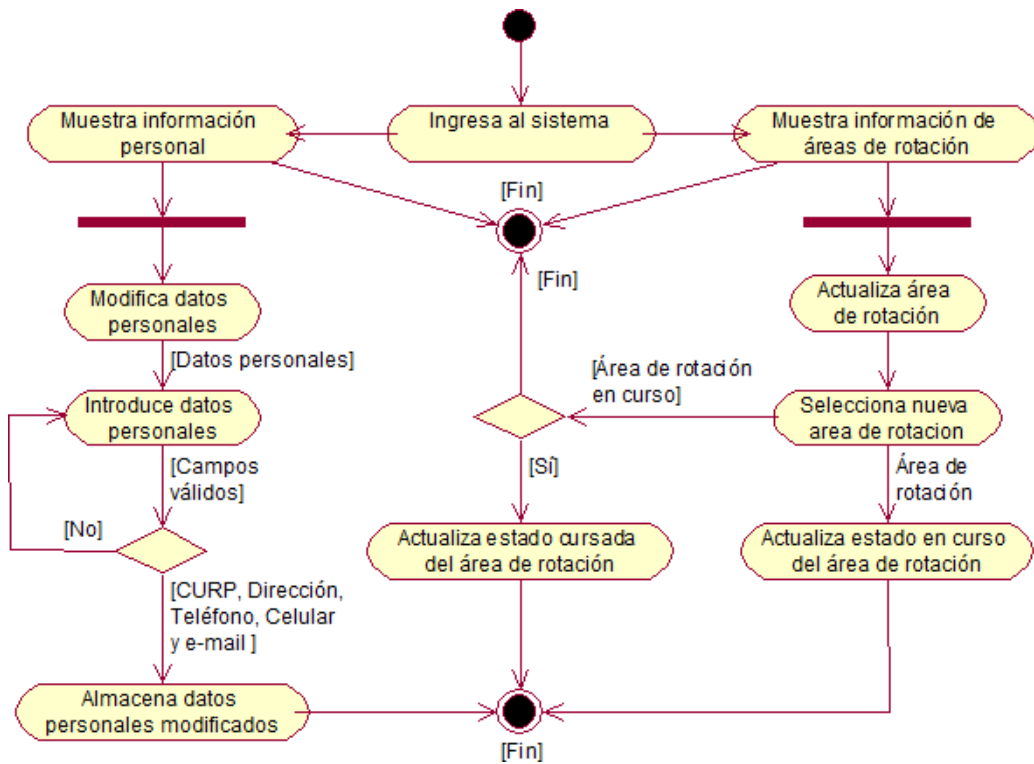 Muestra información
personal
Ingresa al sistema
Muestra información de
áreas de rotación
[Fin]
[Fin]
Modifica datos
personales
Actualiza área
de rotación
[Datos personales]
[Área de rotación
en curso]
Introduce datos
personales
Selecciona nueva
area de rotacion
[Campos
válidos]
[Sí]
Área de
rotación
[No]
Actualiza estado cursada
del área de rotación
Actualiza estado en curso
del área de rotación
[CURP, Dirección,
Teléfono, Celular
y e-mail ]
Almacena datos
personales modificados
[Fin]